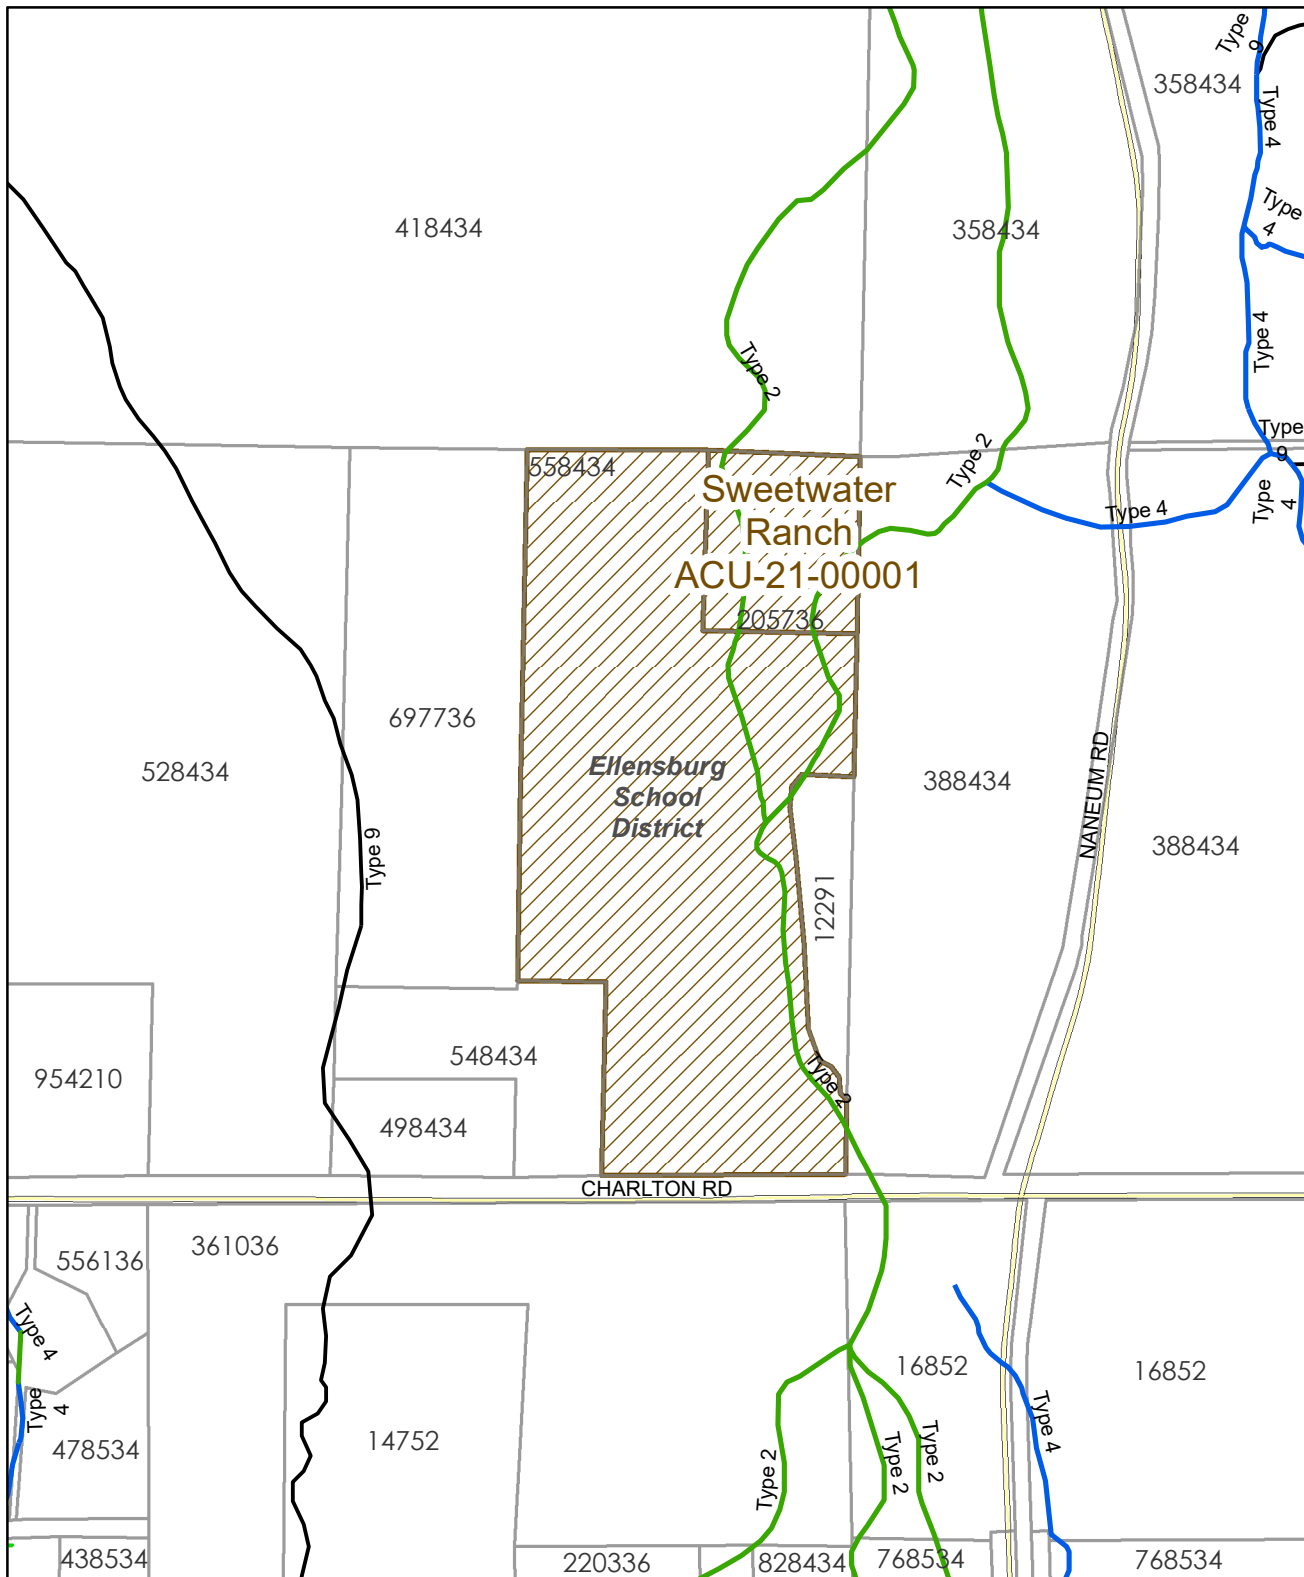 Type
9
358434
Type 4
Type
4
418434
358434
Type 4
Type 2
Type 2
Type
9
558434
Sweetwater
Ranch
ACU-21-00001
Type 4
Type
4
205736
697736
528434
Ellensburg
School
District
388434
NANEUM RD
388434
Type 9
12291
548434
954210
498434
Type 2
CHARLTON RD
361036
556136
Type 4
16852
16852
Type
4
478534
14752
Type 2
Type 2
Type 2
Type 4
438534
220336
828434
768534
768534